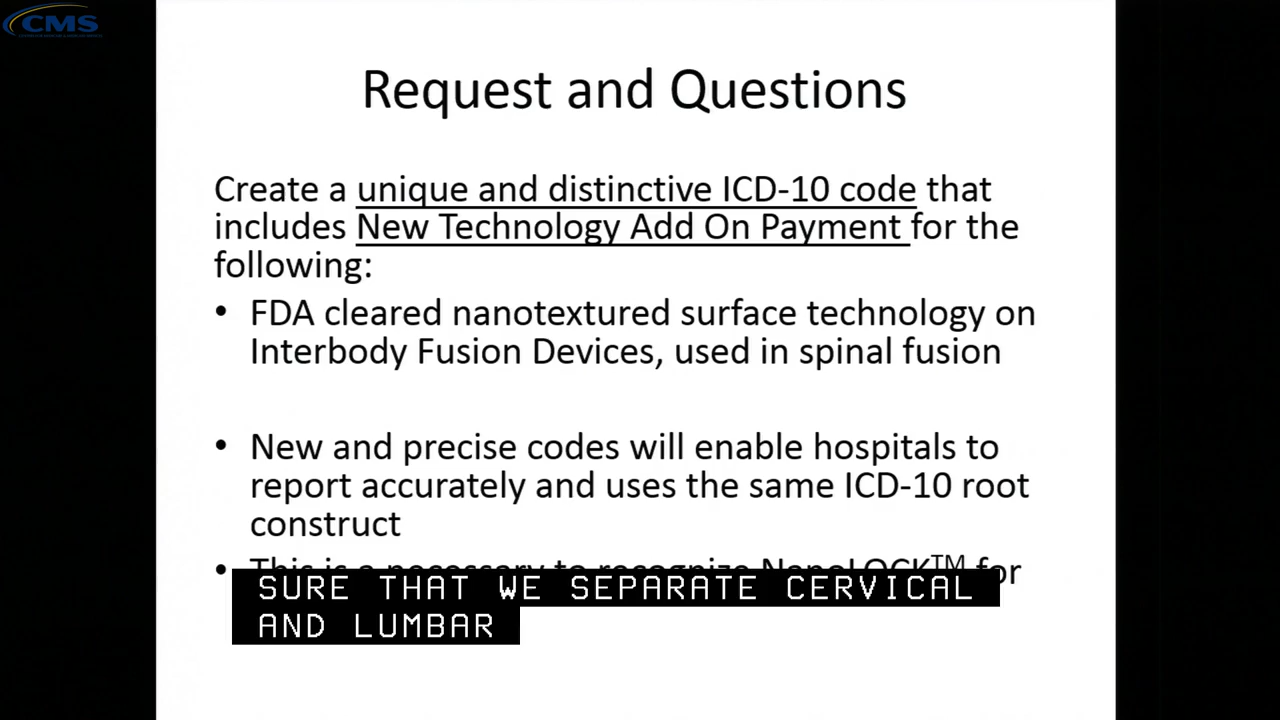 CMS
Request and Questions
Create a unique and distinctive ICD-10 code that
includes New Technology Add On Payment for the
following:
• FDA cleared nanotextured surface technology on
Interbody Fusion Devices, used in spinal fusion
• New and precise codes will enable hospitals to
report accurately and uses the same ICD-10 root
construct
• This is a necessary to recognize NanoLOCK™ for
SURE THAT WE SEPARATE CERVICAL
AND LUMBAR